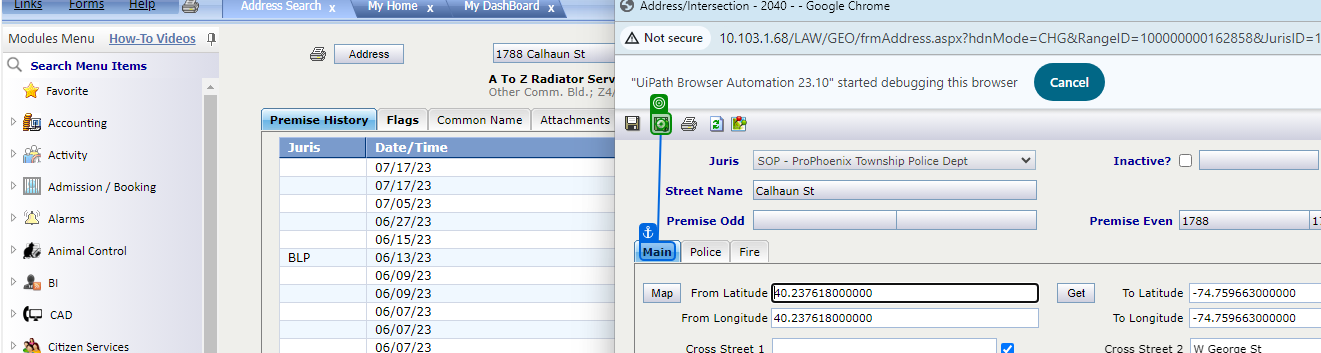 Links Forms Help Address Search x My Home x My DashBoard x
Modules Menu How-To Videos
Search Menu Items
Favorite
Accounting
Activity
Admission / Booking
Alarms
Animal Control
BI
CAD
Citizen Services
Address 1788 Calhaun St
A To Z Radiator Serv
Other Comm. Bld.; Z4/
Premise History Flags Common Name Attachments
Juris Date/Time
07/17/23
07/17/23
07/05/23
06/27/23
06/15/23
BLP 06/13/23
06/09/23
06/09/23
06/07/23
06/07/23
06/07/23
Address/Intersection - 2040 - - Google Chrome
Not secure 10.103.1.68/LAW/GEO/frmAddress.aspx?hdnMode=CHG&RangeID=100000000162858&JurisID=1
"UiPath Browser Automation 23.10" started debugging this browser Cancel
Juris SOP - ProPhoenix Township Police Dept Inactive?
Street Name Calhaun St
Premise Odd Premise Even 1788 17
Main Police Fire
Map From Latitude 40.237618000000 Get To Latitude -74.759663000000
From Longitude 40.237618000000 To Longitude -74.759663000000
Cross Street 1 Cross Street 2 W George St